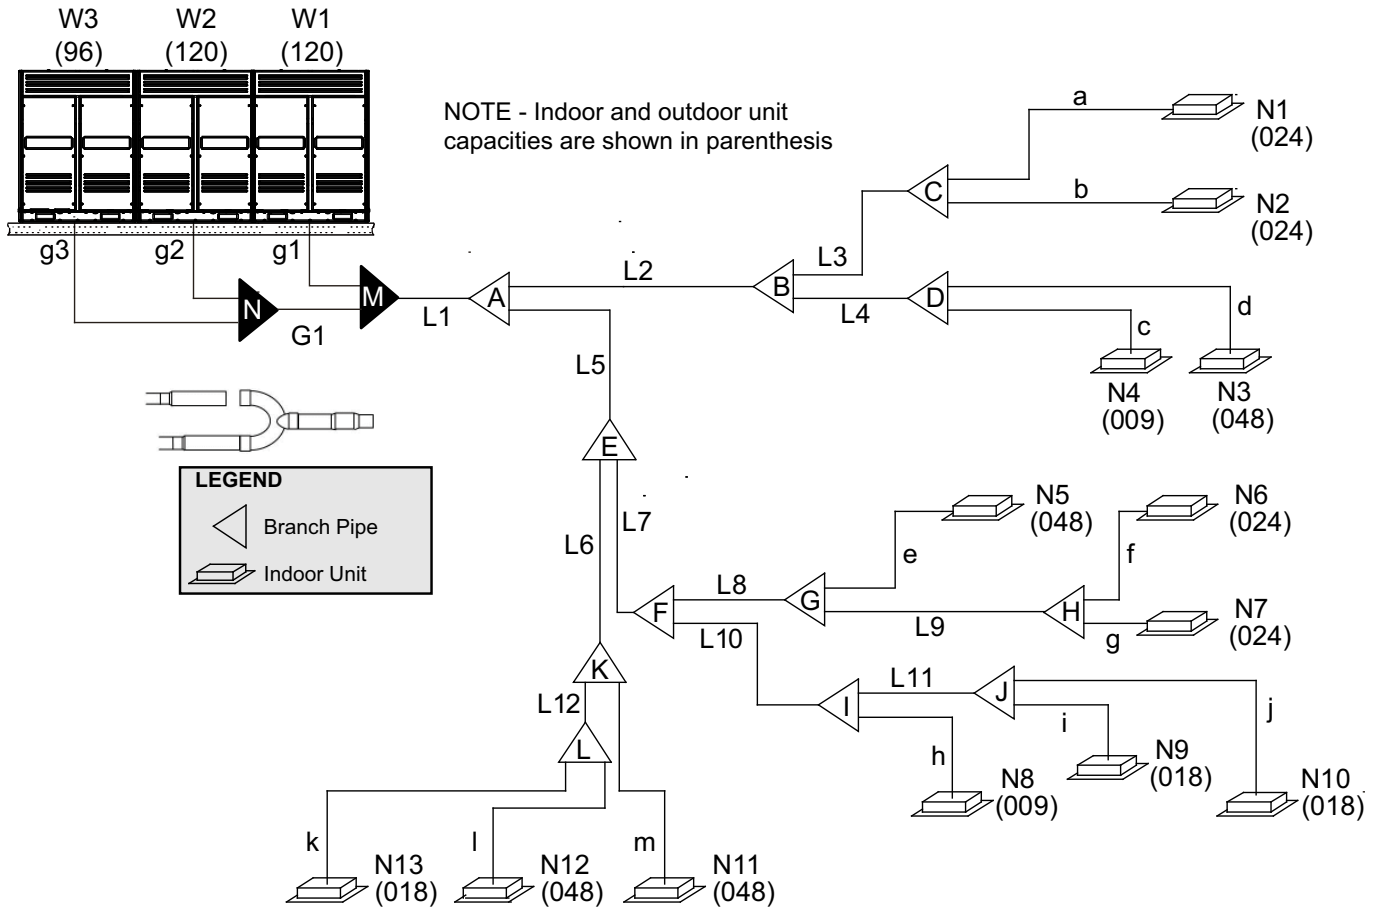 W3
(96)
W2
(120)
W1
(120)
NOTE - Indoor and outdoor unit
capacities are shown in parenthesis
a
N1
(024)
C
b
N2
(024)
g3
g2
g1
N
M
G1
L1
A
L2
B
L3
L4
D
d
c
N4
(009)
N3
(048)
L5
E
LEGEND
Branch Pipe
Indoor Unit
L6
L7
N5
(048)
e
N6
(024)
f
F
L8
G
L9
H
g
N7
(024)
L10
I
L11
J
i
j
h
N8
(009)
N9
(018)
N10
(018)
K
L12
L
k
l
m
N13
(018)
N12
(048)
N11
(048)